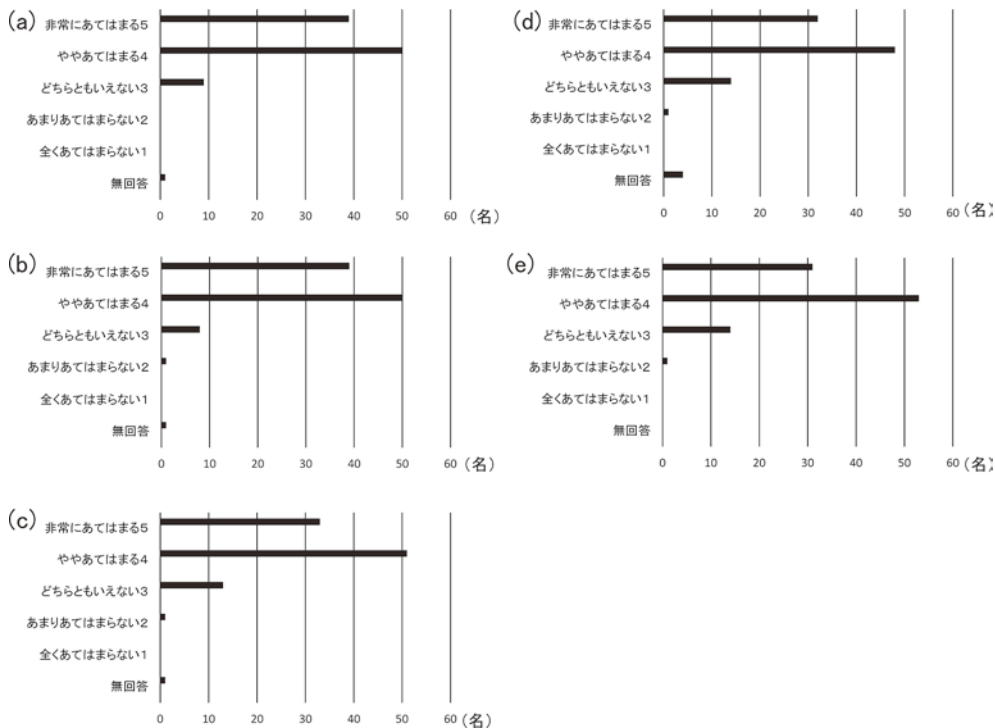 (a)
非常にあてはまる5
ややあてはまる4
どちらともいえない3
あまりあてはまらない2
全くあてはまらない1
無回答
0 10 20 30 40 50 60 (名)
(b)
非常にあてはまる5
ややあてはまる4
どちらともいえない3
あまりあてはまらない2
全くあてはまらない1
無回答
0 10 20 30 40 50 60 (名)
(c)
非常にあてはまる5
ややあてはまる4
どちらともいえない3
あまりあてはまらない2
全くあてはまらない1
無回答
0 10 20 30 40 50 60 (名)
(d)
非常にあてはまる5
ややあてはまる4
どちらともいえない3
あまりあてはまらない2
全くあてはまらない1
無回答
0 10 20 30 40 50 60 (名)
(e)
非常にあてはまる5
ややあてはまる4
どちらともいえない3
あまりあてはまらない2
全くあてはまらない1
無回答
0 10 20 30 40 50 60 (名)